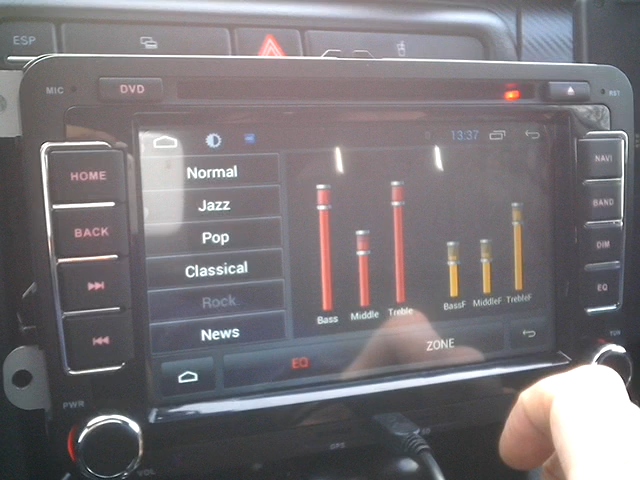 ESP
MIC
DVD
RST
13:37
HOME
BACK
Normal
Jazz
Pop
Classical
Rock
News
Bass
Middle
Treble
BassF
MiddleF
TrebleF
EQ
ZONE
NAVI
BAND
DIM
EQ
PWR
VOL
GPS